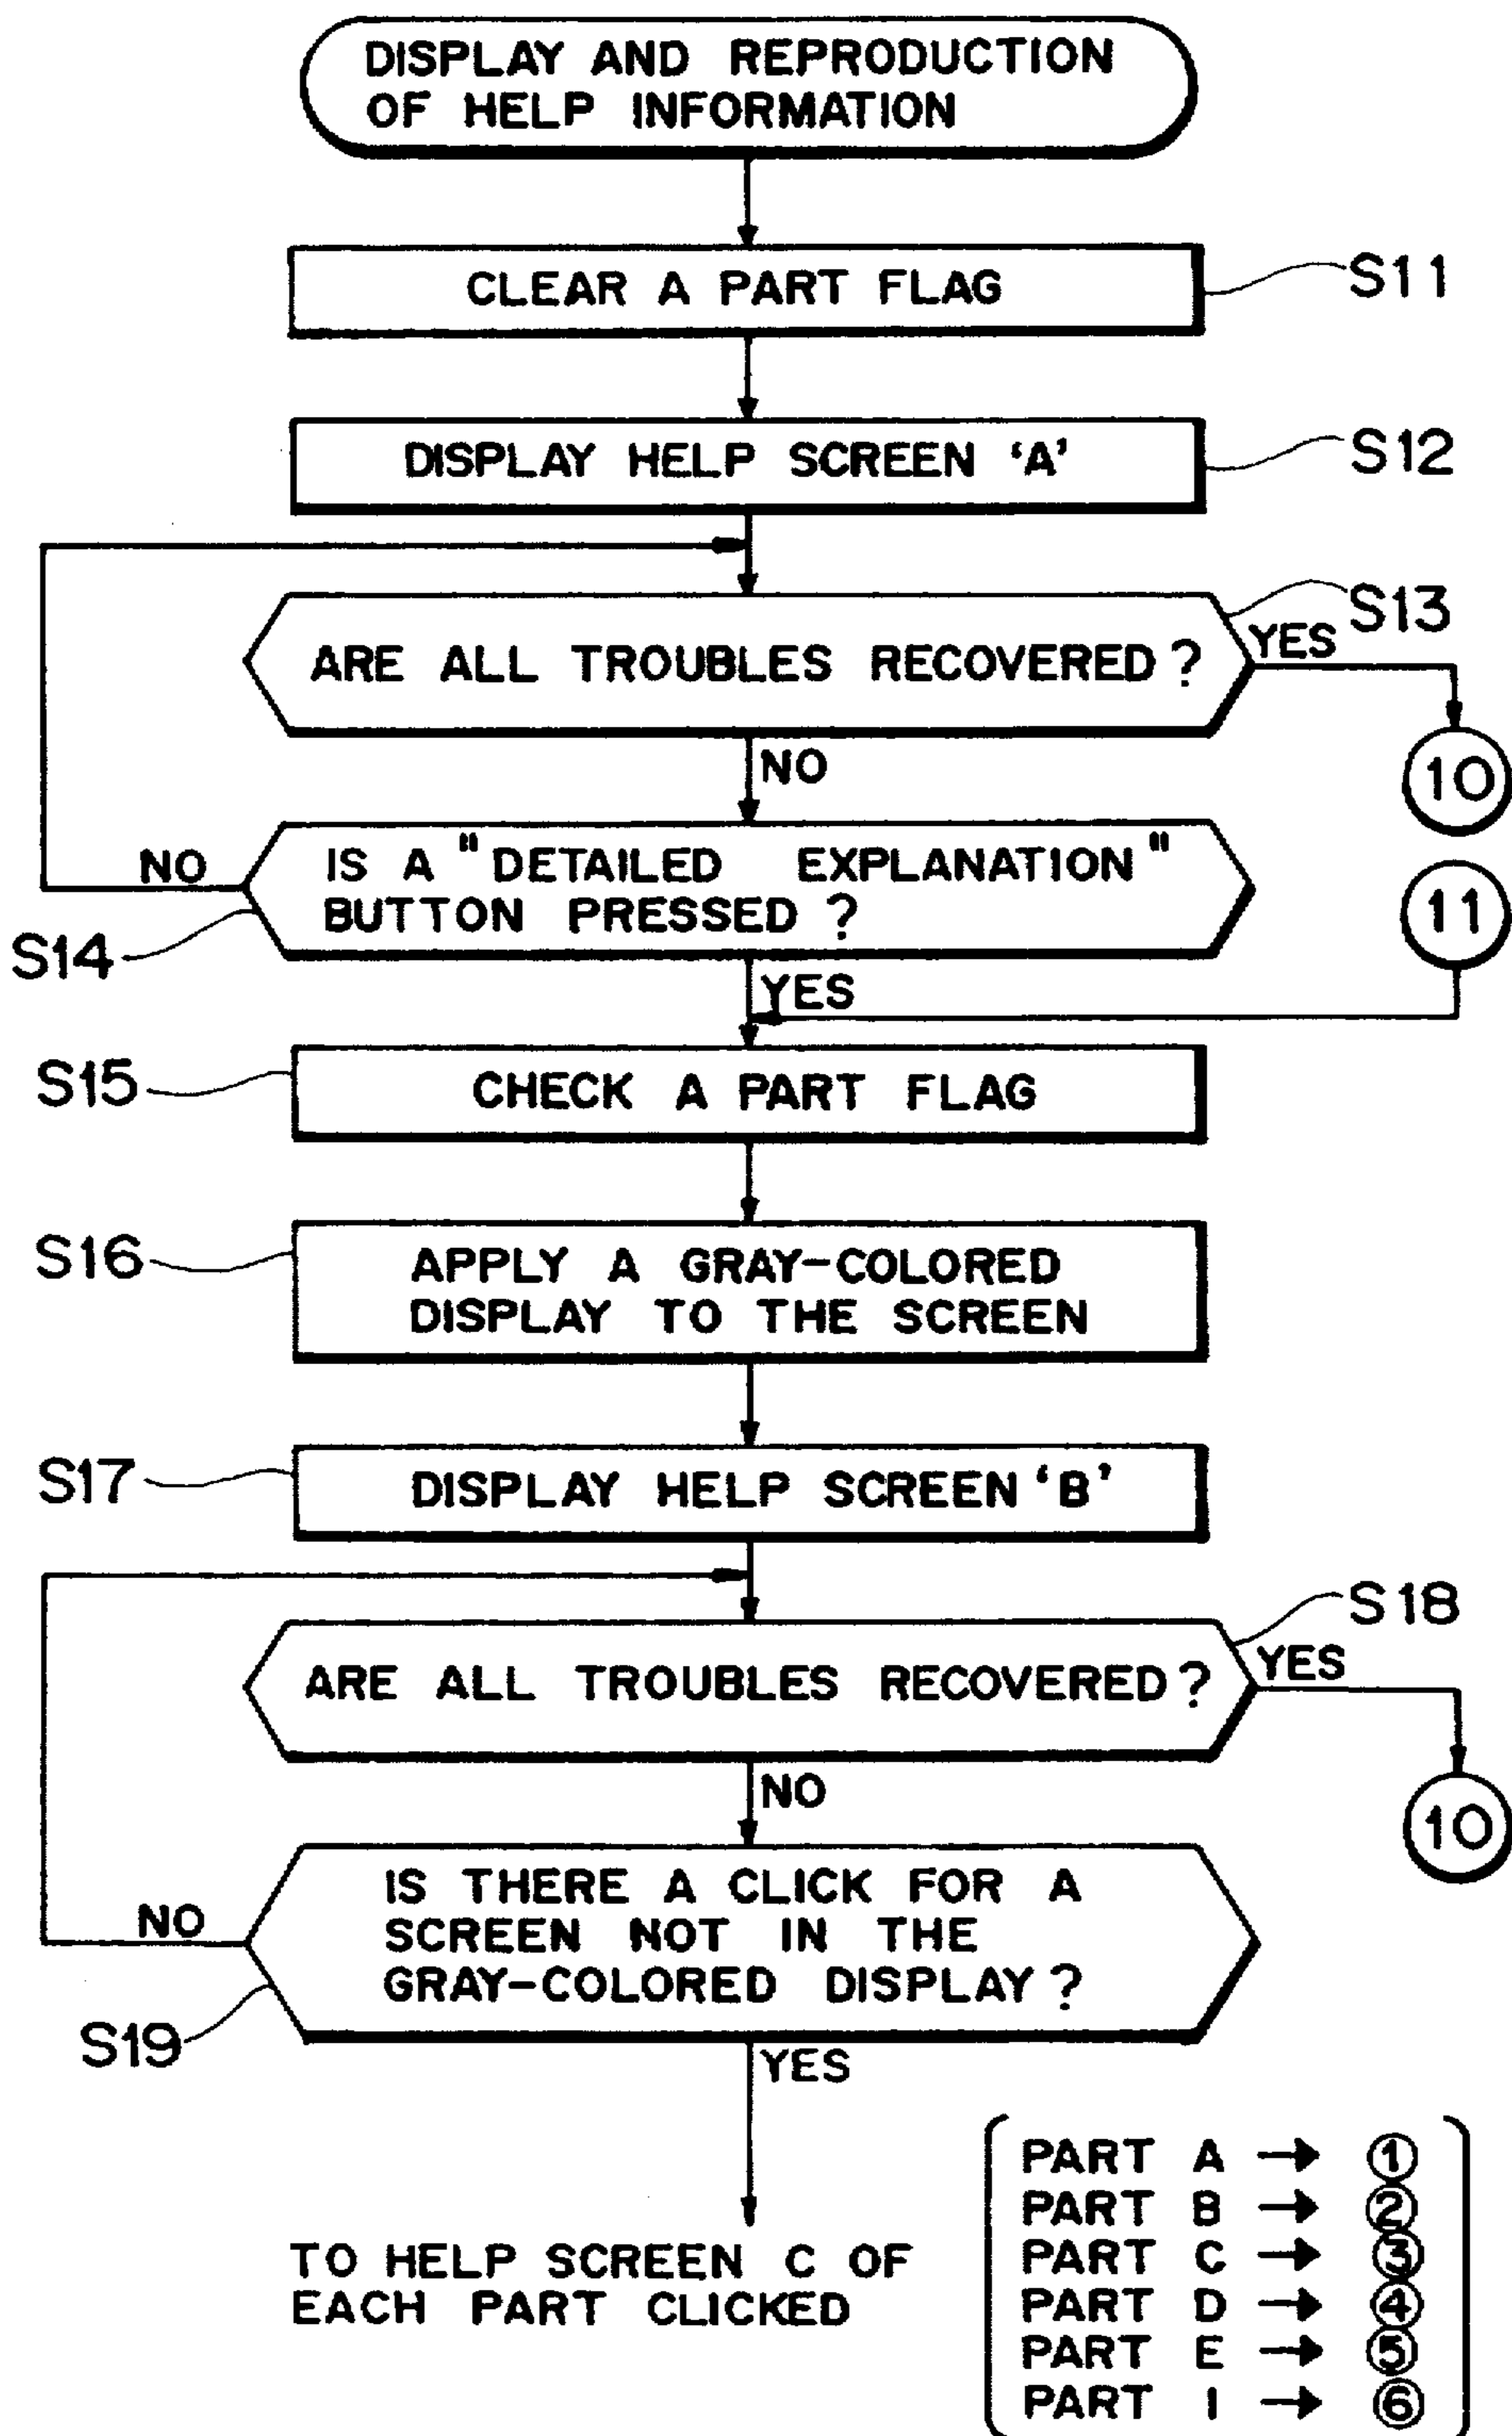 DISPLAY AND REPRODUCTION
OF HELP INFORMATION
CLEAR A PART FLAG
S11
DISPLAY HELP SCREEN 'A'
S12
S13
ARE ALL TROUBLES RECOVERED ?
YES
10
NO
NO
IS A "DETAILED EXPLANATION"
BUTTON PRESSED ?
S14
11
YES
S15
CHECK A PART FLAG
S16
APPLY A GRAY-COLORED
DISPLAY TO THE SCREEN
S17
DISPLAY HELP SCREEN 'B'
S18
ARE ALL TROUBLES RECOVERED ?
YES
10
NO
IS THERE A CLICK FOR A
SCREEN NOT IN THE
GRAY-COLORED DISPLAY ?
NO
S19
YES
TO HELP SCREEN C OF
EACH PART CLICKED
PART A → ①
PART B → ②
PART C → ③
PART D → ④
PART E → ⑤
PART I → ⑥